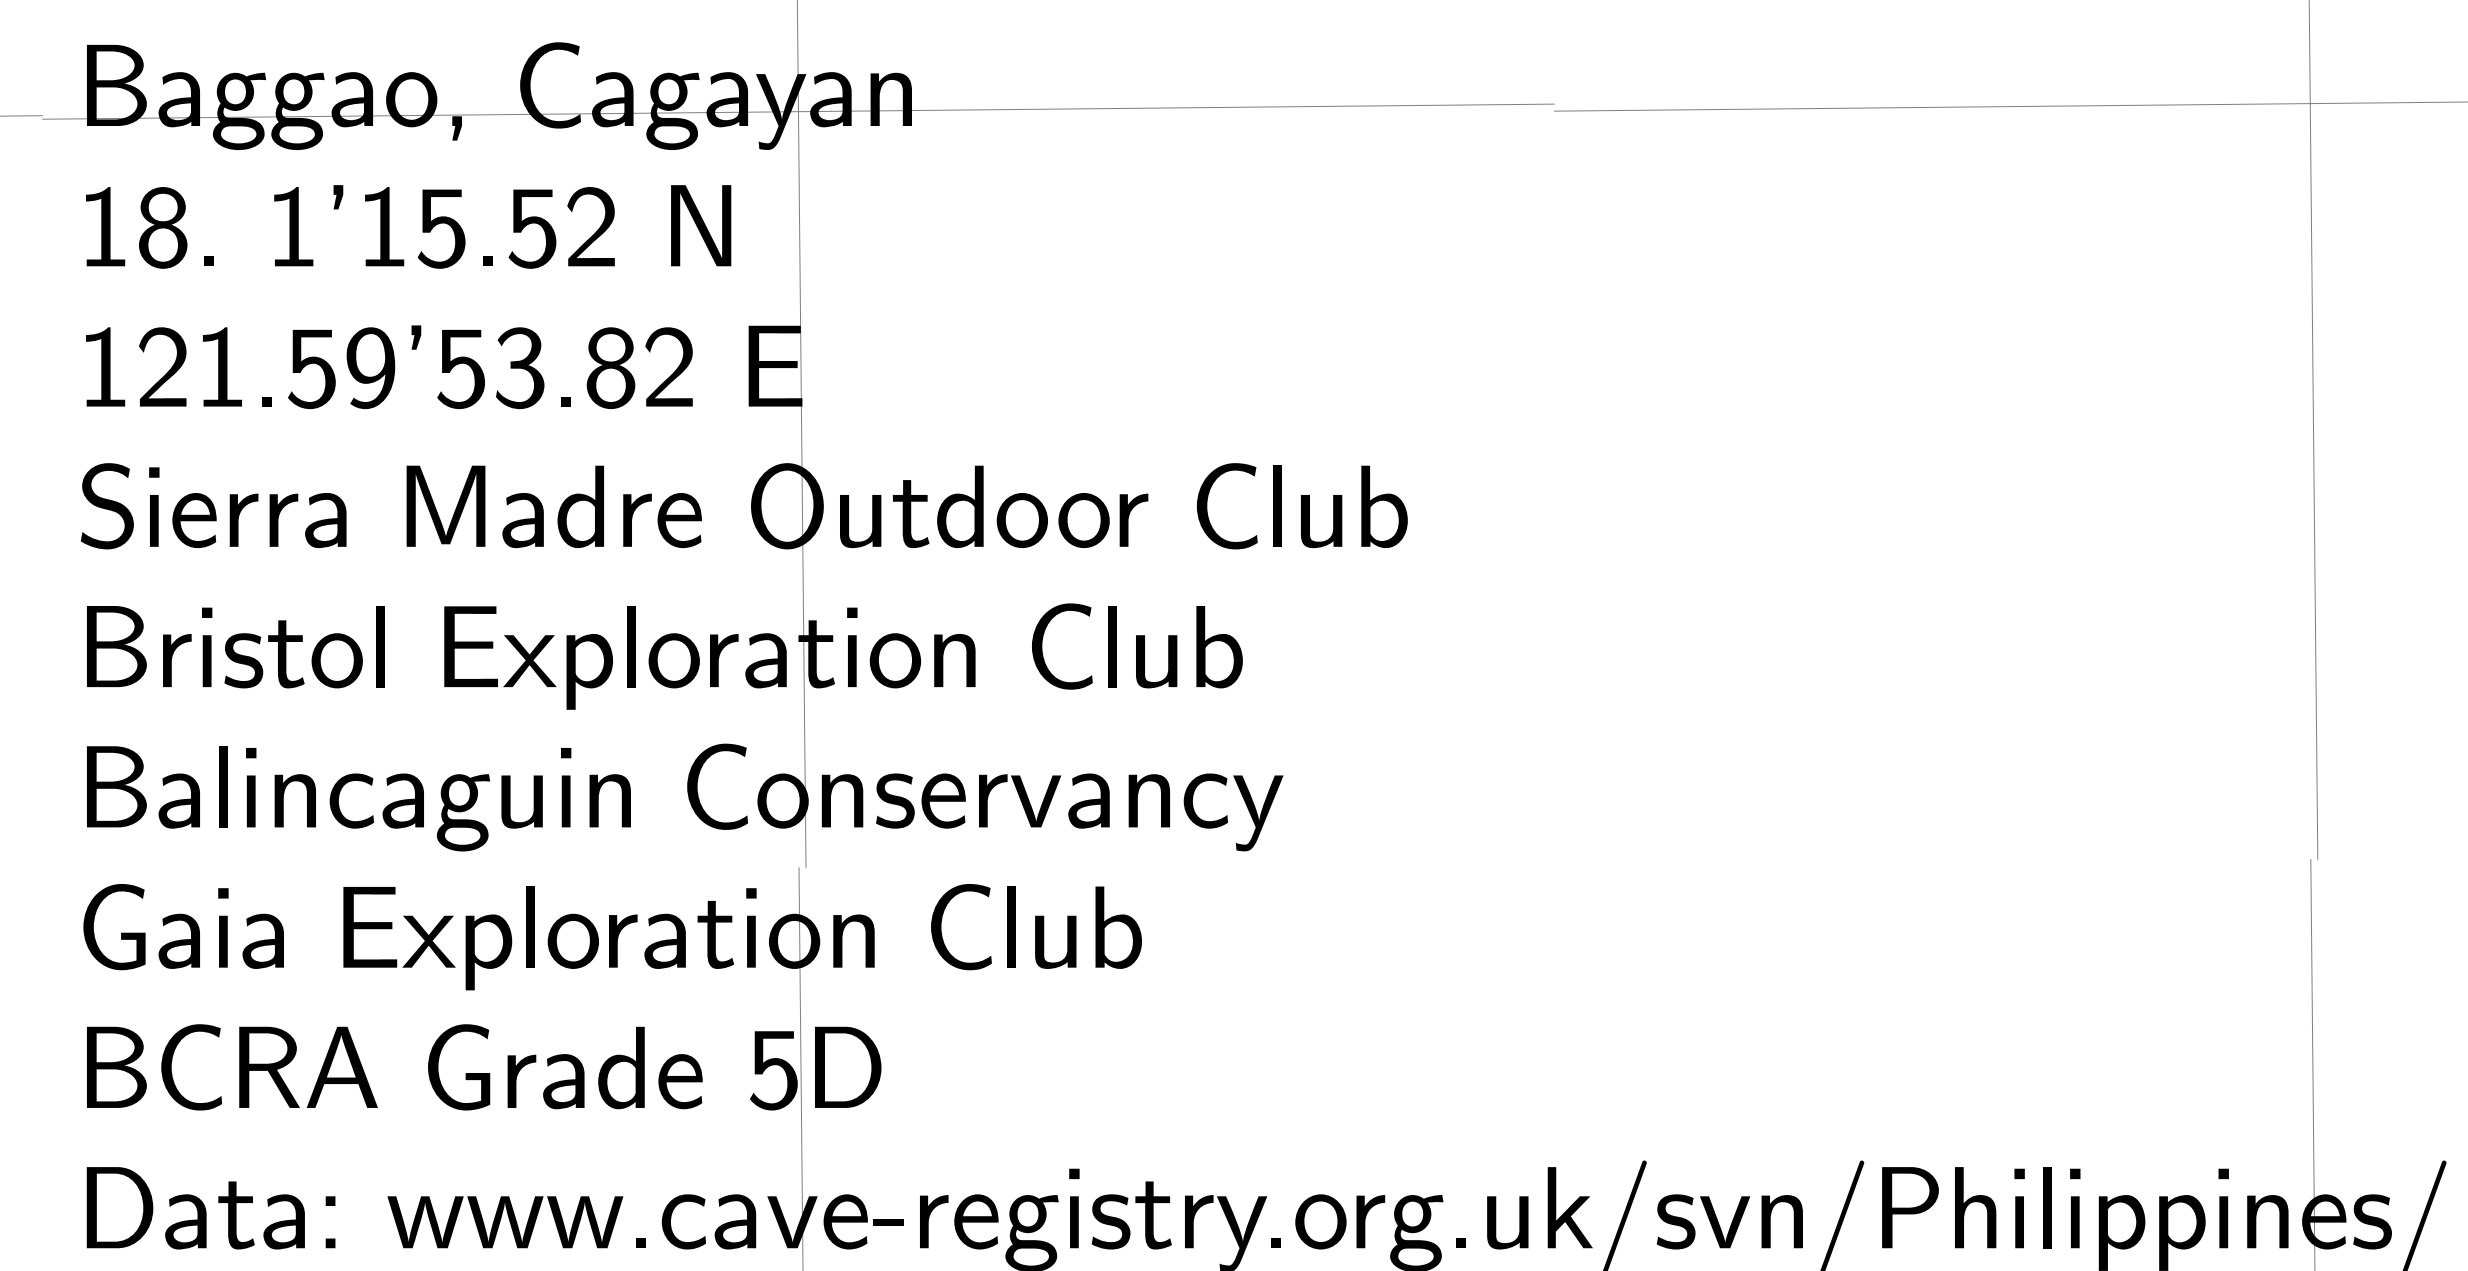 Baggao, Cagayan
18. 1'15.52 N
121.59'53.82 E
Sierra Madre Outdoor Club
Bristol Exploration Club
Balincaguin Conservancy
Gaia Exploration Club
BCRA Grade 5D
Data: www.cave-registry.org.uk/svn/Philippines/